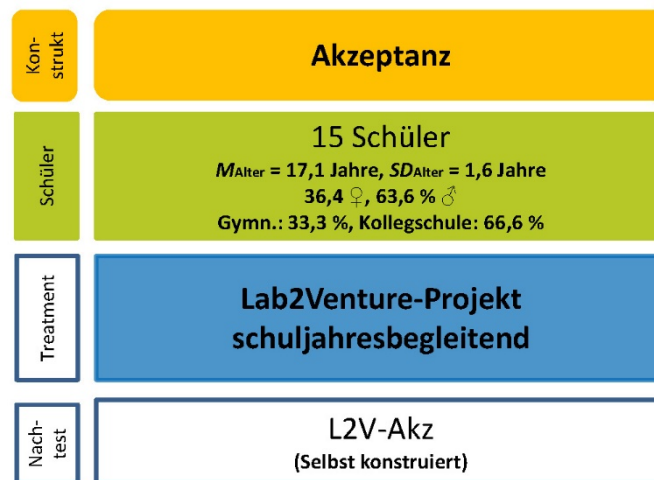 Kon-
strukt
Akzeptanz
Schüler
15 Schüler
MAlter = 17,1 Jahre, SDAlter = 1,6 Jahre
36,4 ♀, 63,6 % ♂
Gymn.: 33,3 %, Kollegschule: 66,6 %
Treatment
Lab2Venture-Projekt
schuljahresbegleitend
Nach-
test
L2V-Akz
(Selbst konstruiert)